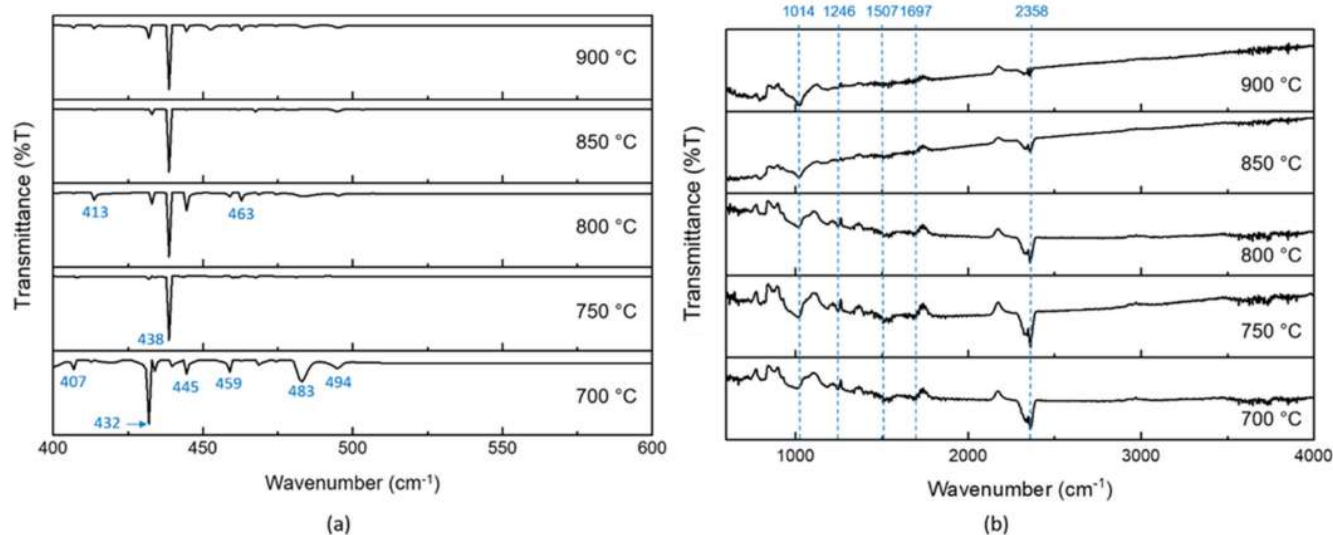 900 °C
850 °C
413
463
800 °C
438
750 °C
407
432
445
459
483
494
700 °C
Transmittance (%T)
400 450 500 550 600
Wavenumber (cm⁻¹)
(a)
1014 1246 1507 1697 2358
900 °C
850 °C
800 °C
750 °C
700 °C
Transmittance (%T)
1000 2000 3000 4000
Wavenumber (cm⁻¹)
(b)